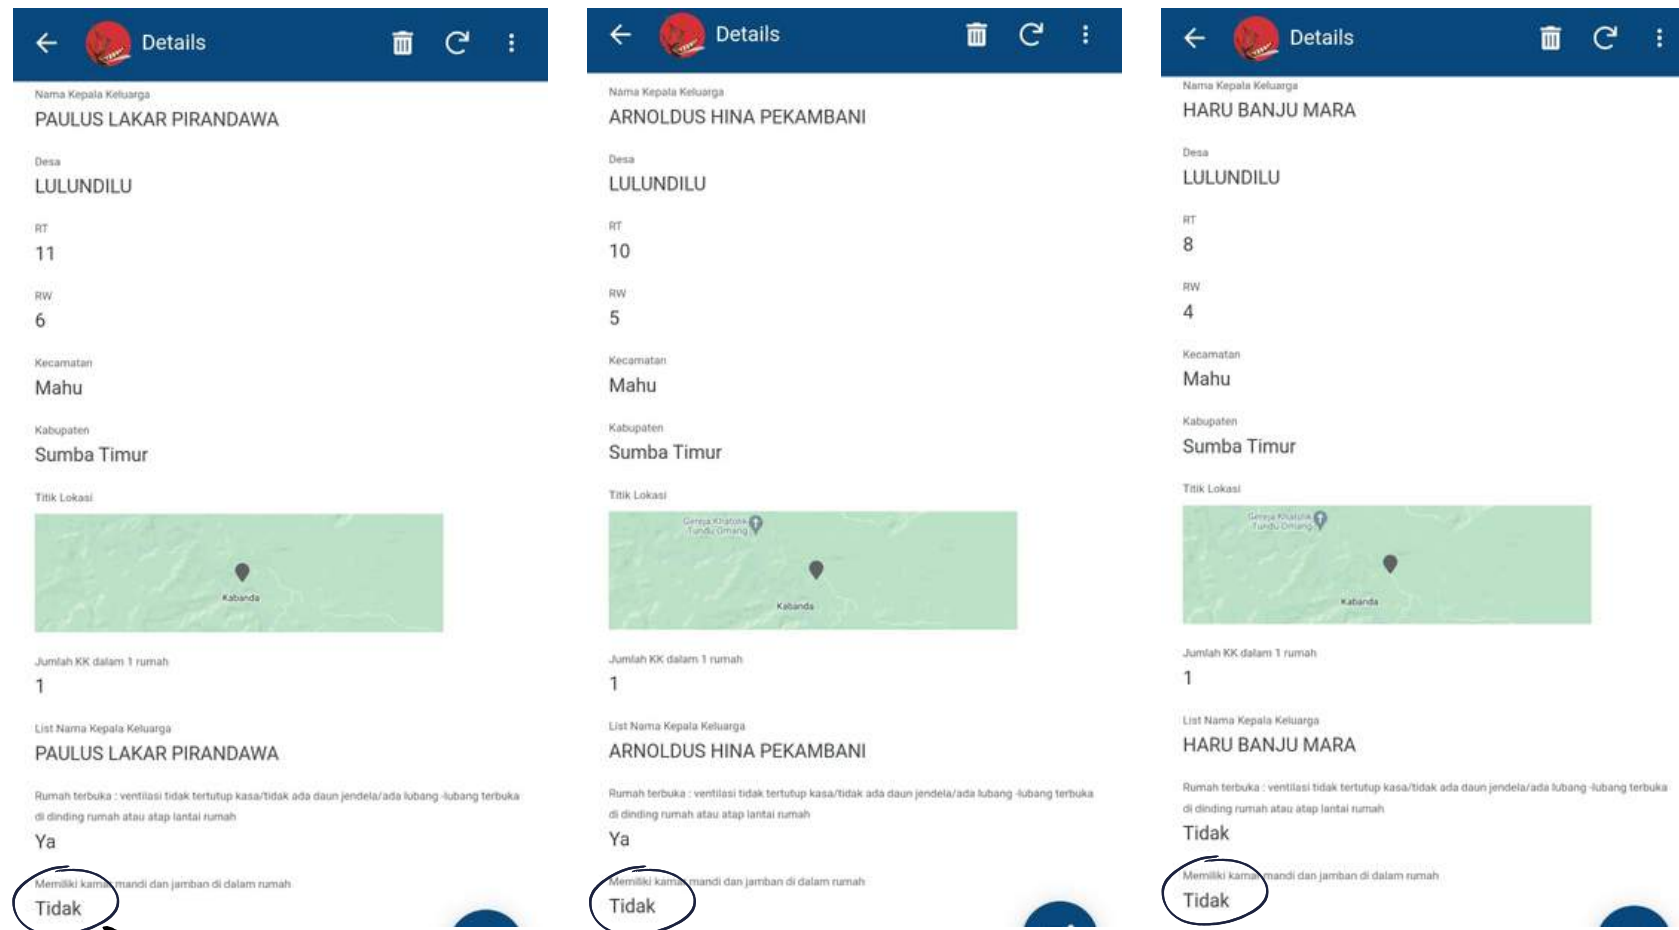 Details
Nama Kepala Keluarga
PAULUS LAKAR PIRANDAWA
Desa
LULUNDILU
RT
11
RW
6
Kecamatan
Mahu
Kabupaten
Sumba Timur
Titik Lokasi
Kabanda
Jumlah KK dalam 1 rumah
1
List Nama Kepala Keluarga
PAULUS LAKAR PIRANDAWA
Rumah terbuka : ventilasi tidak tertutup kasa/tidak ada daun jendela/ada lubang -lubang terbuka
di dinding rumah atau atap lantai rumah
Ya
Memiliki kamar mandi dan jamban di dalam rumah
Tidak
Details
Nama Kepala Keluarga
ARNOLDUS HINA PEKAMBANI
Desa
LULUNDILU
RT
10
RW
5
Kecamatan
Mahu
Kabupaten
Sumba Timur
Titik Lokasi
Gereja Khatolik
Tundu Omang
Kabanda
Jumlah KK dalam 1 rumah
1
List Nama Kepala Keluarga
ARNOLDUS HINA PEKAMBANI
Rumah terbuka : ventilasi tidak tertutup kasa/tidak ada daun jendela/ada lubang -lubang terbuka
di dinding rumah atau atap lantai rumah
Ya
Memiliki kamar mandi dan jamban di dalam rumah
Tidak
Details
Nama Kepala Keluarga
HARU BANJU MARA
Desa
LULUNDILU
RT
8
RW
4
Kecamatan
Mahu
Kabupaten
Sumba Timur
Titik Lokasi
Gereja Khatolik
Tundu Omang
Kabanda
Jumlah KK dalam 1 rumah
1
List Nama Kepala Keluarga
HARU BANJU MARA
Rumah terbuka : ventilasi tidak tertutup kasa/tidak ada daun jendela/ada lubang -lubang terbuka
di dinding rumah atau atap lantai rumah
Tidak
Memiliki kamar mandi dan jamban di dalam rumah
Tidak